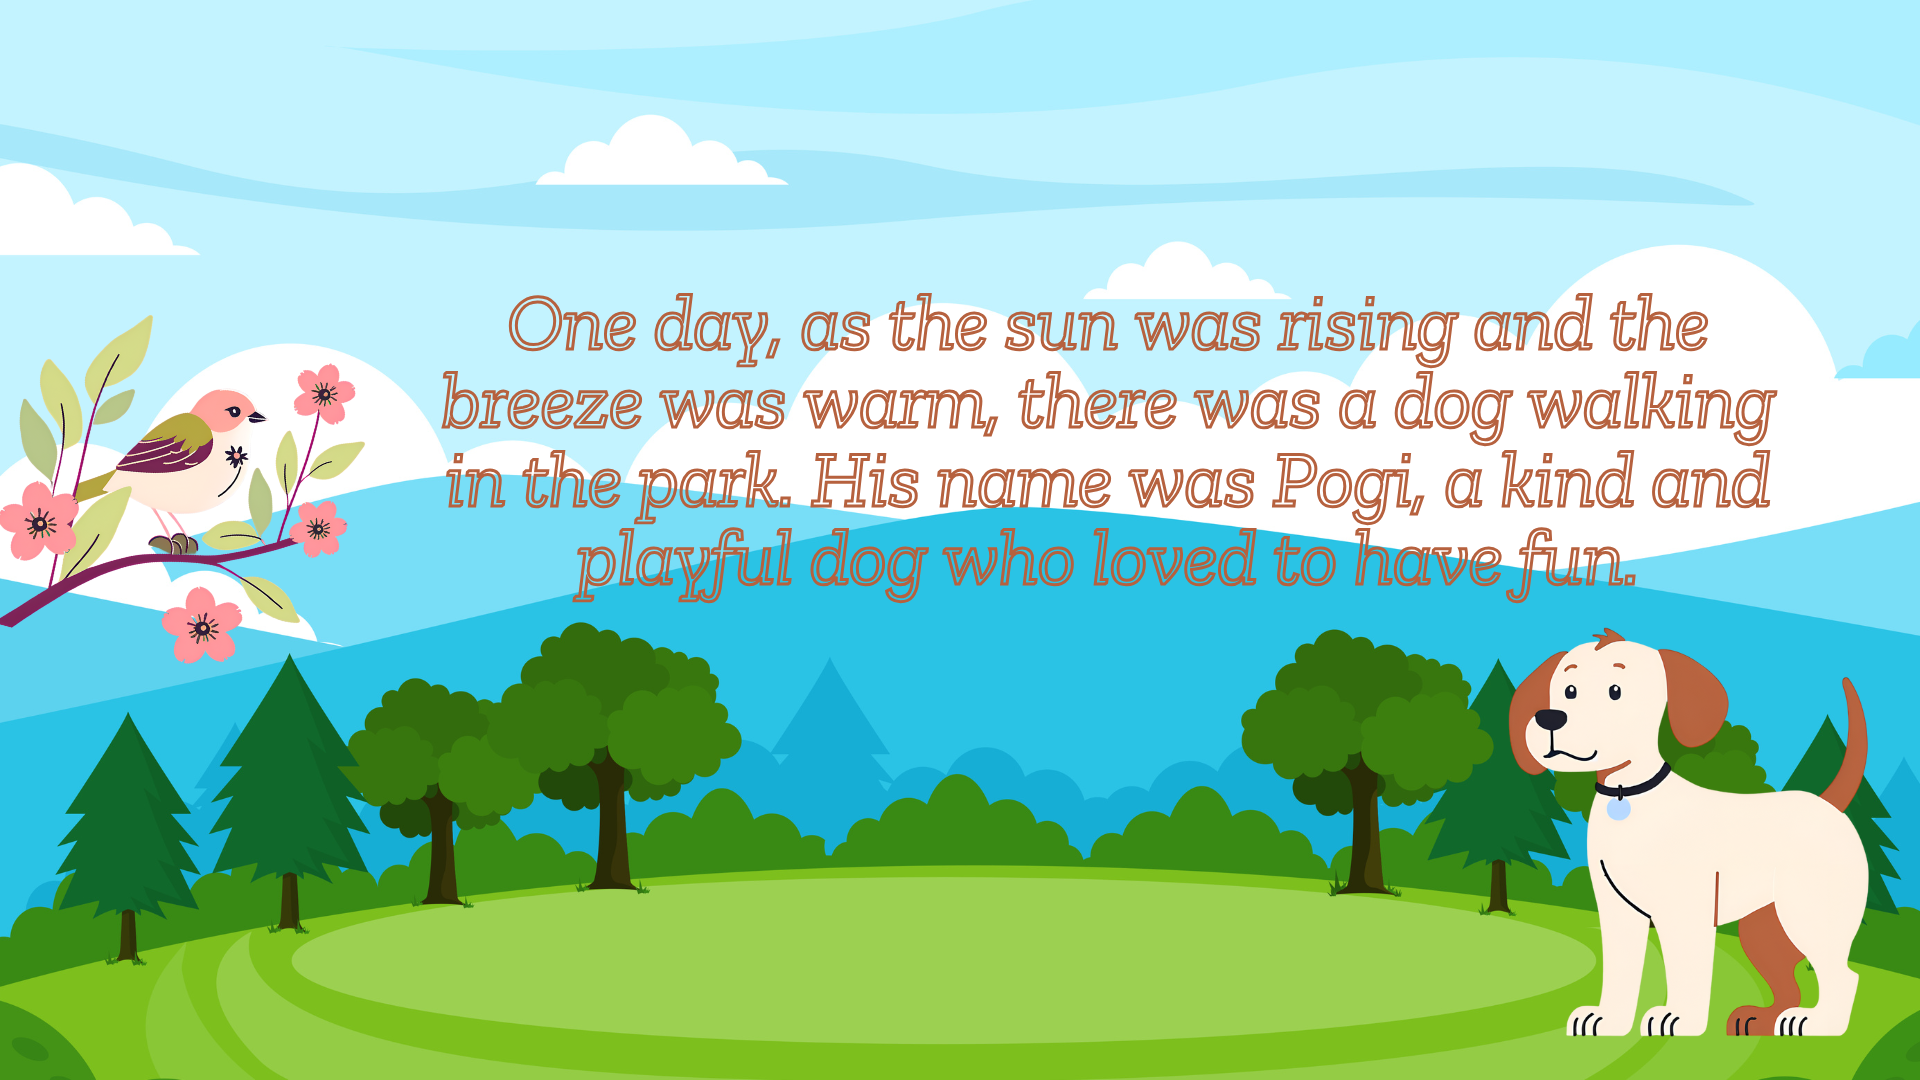 One day, as the sun was rising and the
breeze was warm, there was a dog walking
in the park. His name was Pogi, a kind and
playful dog who loved to have fun.